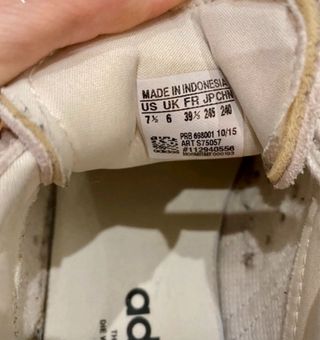 MADE IN INDONESIA
US UK FR JP CHN
7½ 6 39⅓ 245 240
PRB 698001 10/15
ART S75057
#112940556
ad
TH